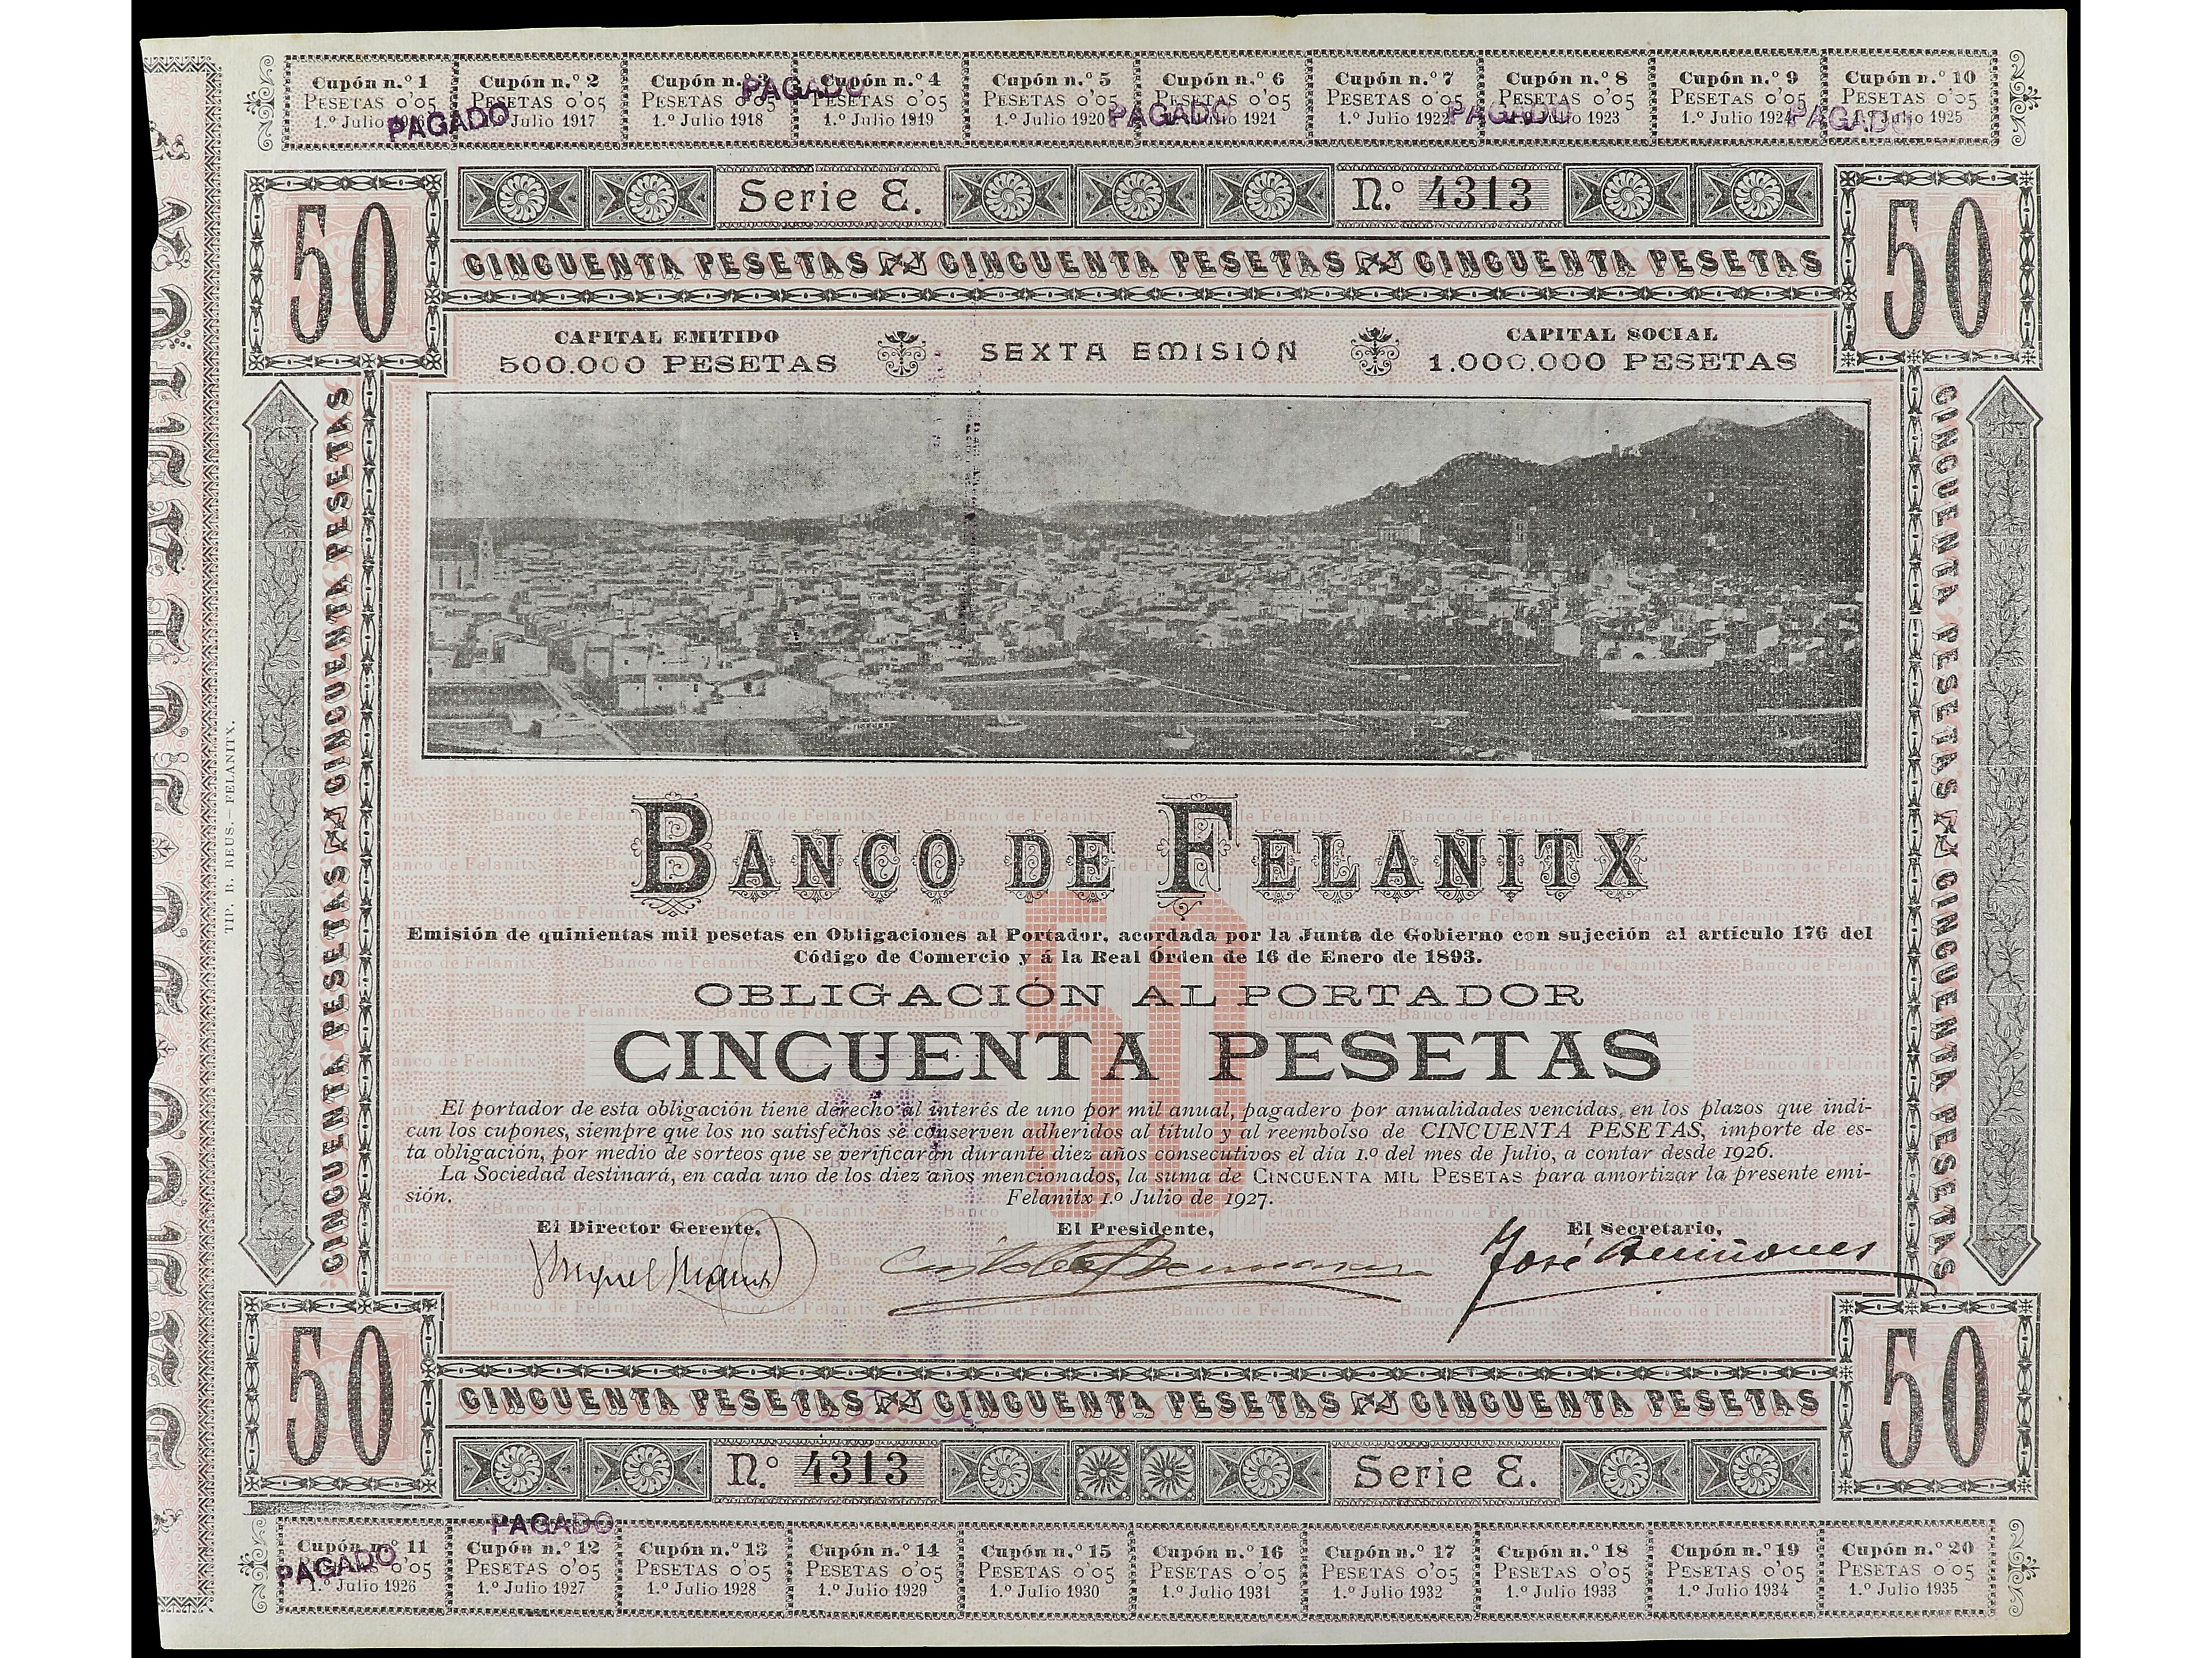 Cupón n.º 1 Cupón n.º 2 Cupón n.º 3 Cupón n.º 4 Cupón n.º 5 Cupón n.º 6 Cupón n.º 7 Cupón n.º 8 Cupón n.º 9 Cupón n.º 10
PESETAS 0'05 PESETAS 0'05 PESETAS 0'05 PESETAS 0'05 PESETAS 0'05 PESETAS 0'05 PESETAS 0'05 PESETAS 0'05 PESETAS 0'05 PESETAS 0'05
1.º Julio Julio 1917 1.º Julio 1918 1.º Julio 1919 1.º Julio 1920 Julio 1921 1.º Julio 1922 Julio 1923 1.º Julio 1924 1.º Julio 1925
PAGADO PAGADO PAGADO PAGADO PAGADO
50 Serie E. N.º 4313 50
CINCUENTA PESETAS CINCUENTA PESETAS CINCUENTA PESETAS
CAPITAL EMITIDO
500.000 PESETAS
SEXTA EMISIÓN
CAPITAL SOCIAL
1.000.000 PESETAS
CINCUENTA PESETAS CINCUENTA PESETAS CINCUENTA PESETAS
CINCUENTA PESETAS CINCUENTA PESETAS CINCUENTA PESETAS
TIP. B. REUS.—FELANITX.
BANCO DE FELANITX
Emisión de quinientas mil pesetas en Obligaciones al Portador, acordada por la Junta de Gobierno con sujeción al artículo 176 del
Código de Comercio y á la Real Órden de 16 de Enero de 1893.
OBLIGACIÓN AL PORTADOR
50
CINCUENTA PESETAS
El portador de esta obligación tiene derecho al interés de uno por mil anual, pagadero por anualidades vencidas, en los plazos que indi-
can los cupones, siempre que los no satisfechos se conserven adheridos al título y al reembolso de CINCUENTA PESETAS, importe de es-
ta obligación, por medio de sorteos que se verificarán durante diez años consecutivos el día 1.º del mes de Julio, a contar desde 1926.
La Sociedad destinará, en cada uno de los diez años mencionados, la suma de CINCUENTA MIL PESETAS para amortizar la presente emi-
sión.
Felanitx 1.º Julio de 1927.
El Director Gerente, El Presidente, El Secretario,
50 CINCUENTA PESETAS CINCUENTA PESETAS CINCUENTA PESETAS 50
N.º 4313 Serie E.
PAGADO
PAGADO
Cupón n.º 11 Cupón n.º 12 Cupón n.º 13 Cupón n.º 14 Cupón n.º 15 Cupón n.º 16 Cupón n.º 17 Cupón n.º 18 Cupón n.º 19 Cupón n.º 20
0'05 PESETAS 0'05 PESETAS 0'05 PESETAS 0'05 PESETAS 0'05 PESETAS 0'05 PESETAS 0'05 PESETAS 0'05 PESETAS 0'05 PESETAS 0 05
1.º Julio 1926 1.º Julio 1927 1.º Julio 1928 1.º Julio 1929 1.º Julio 1930 1.º Julio 1931 1.º Julio 1932 1.º Julio 1933 1.º Julio 1934 1.º Julio 1935